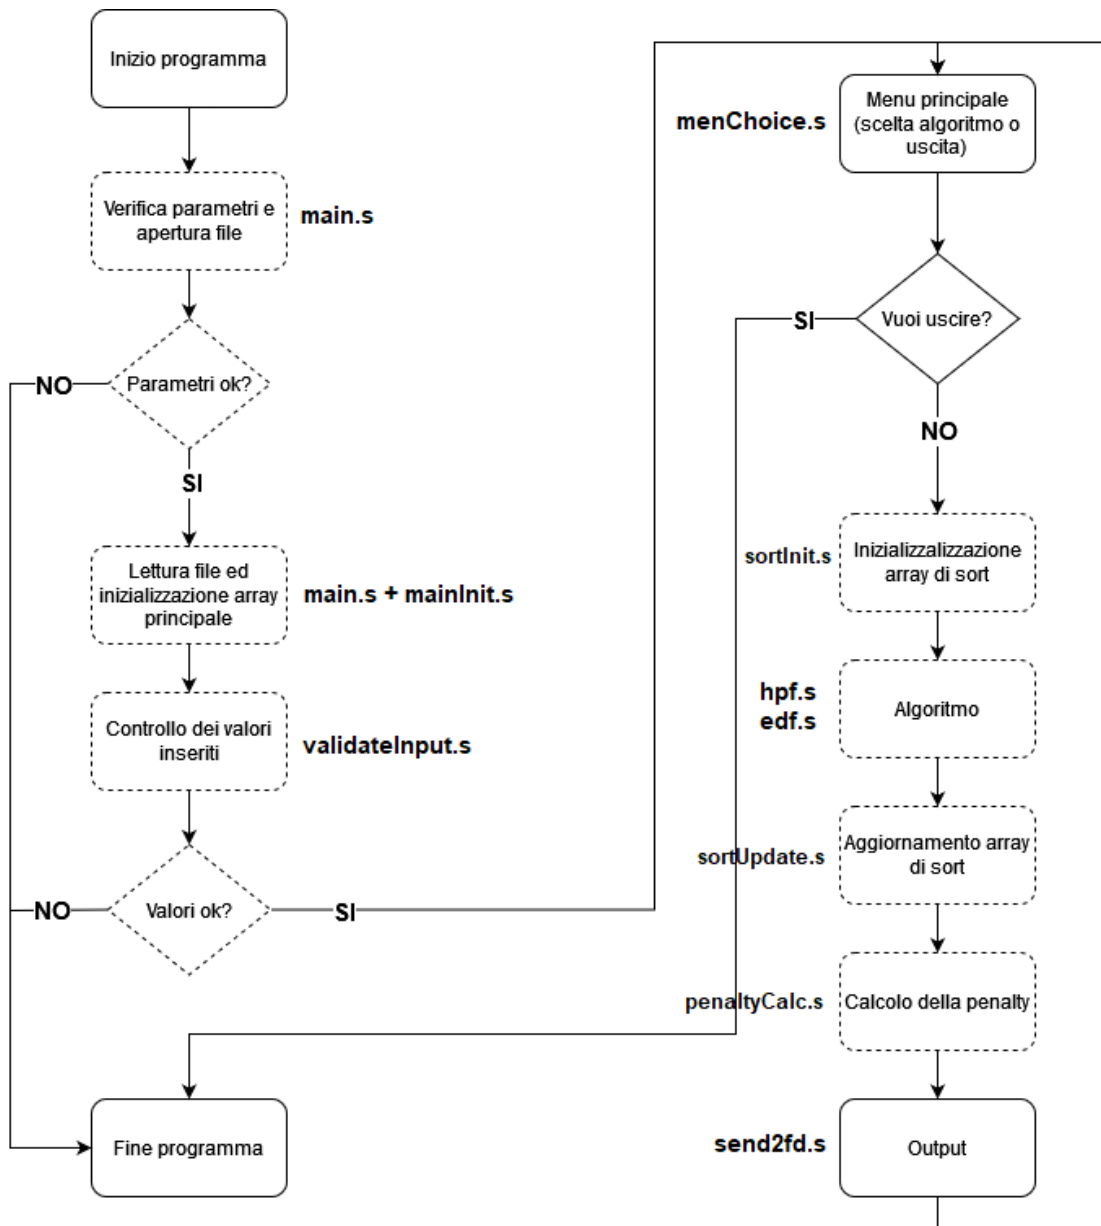 Inizio programma
Verifica parametri e
apertura file
main.s
Parametri ok?
NO
SI
Lettura file ed
inizializzazione array
principale
main.s + mainInit.s
Controllo dei valori
inseriti
validateInput.s
Valori ok?
NO
SI
Fine programma
menChoice.s
Menu principale
(scelta algoritmo o
uscita)
Vuoi uscire?
SI
NO
sortInit.s
Inizializzalizzazione
array di sort
hpf.s
edf.s
Algoritmo
sortUpdate.s
Aggiornamento array
di sort
penaltyCalc.s
Calcolo della penalty
send2fd.s
Output